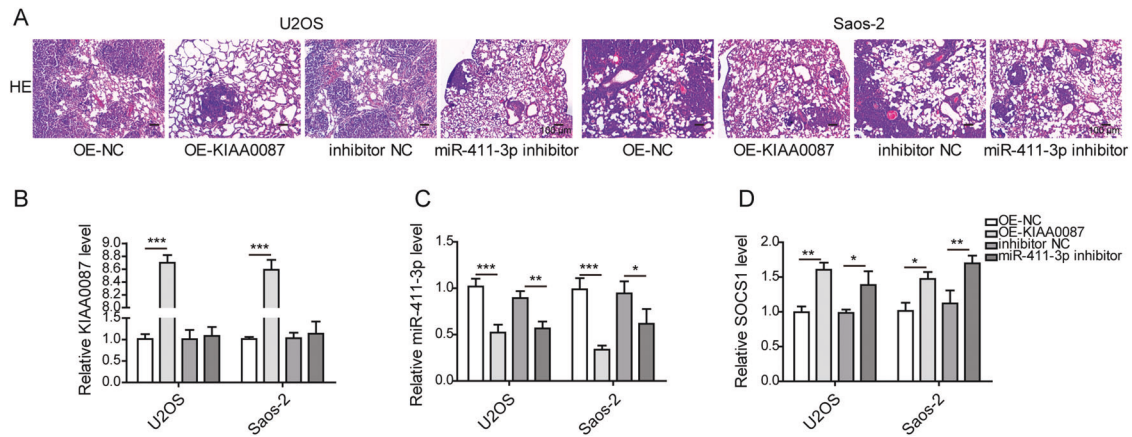 A
U2OS
Saos-2
HE
100 μm
100 μm
OE-NC
OE-KIAA0087
inhibitor NC
miR-411-3p inhibitor
OE-NC
OE-KIAA0087
inhibitor NC
miR-411-3p inhibitor
B
Relative KIAA0087 level
9.0
8.8
8.6
8.4
8.2
8.0
1.5
1.0
0.5
0.0
***
***
U2OS
Saos-2
C
Relative miR-411-3p level
1.5
1.0
0.5
0.0
***
**
***
*
U2OS
Saos-2
D
Relative SOCS1 level
2.0
1.5
1.0
0.5
0.0
**
*
*
**
U2OS
Saos-2
OE-NC
OE-KIAA0087
inhibitor NC
miR-411-3p inhibitor